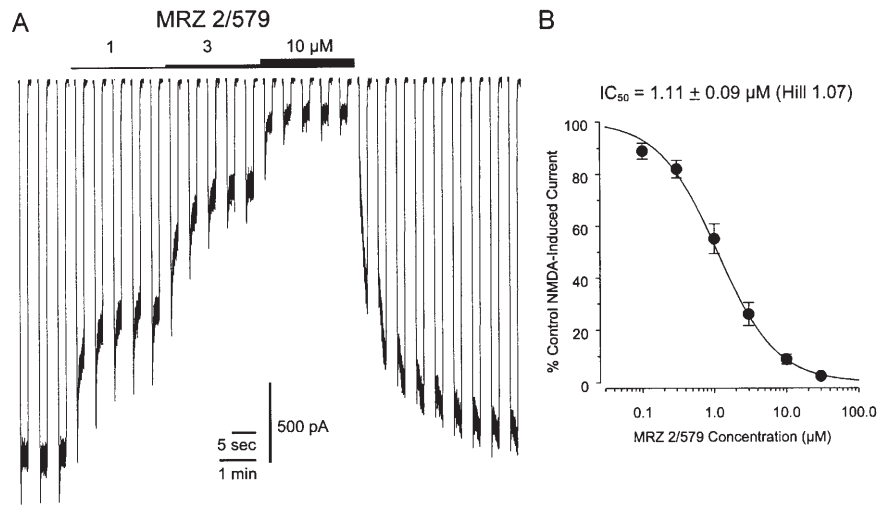 A
MRZ 2/579
1 3 10 µM
500 pA
5 sec
1 min
B
IC₅₀ = 1.11 ± 0.09 µM (Hill 1.07)
% Control NMDA-Induced Current
100
80
60
40
20
0
0.1 1.0 10.0 100.0
MRZ 2/579 Concentration (µM)